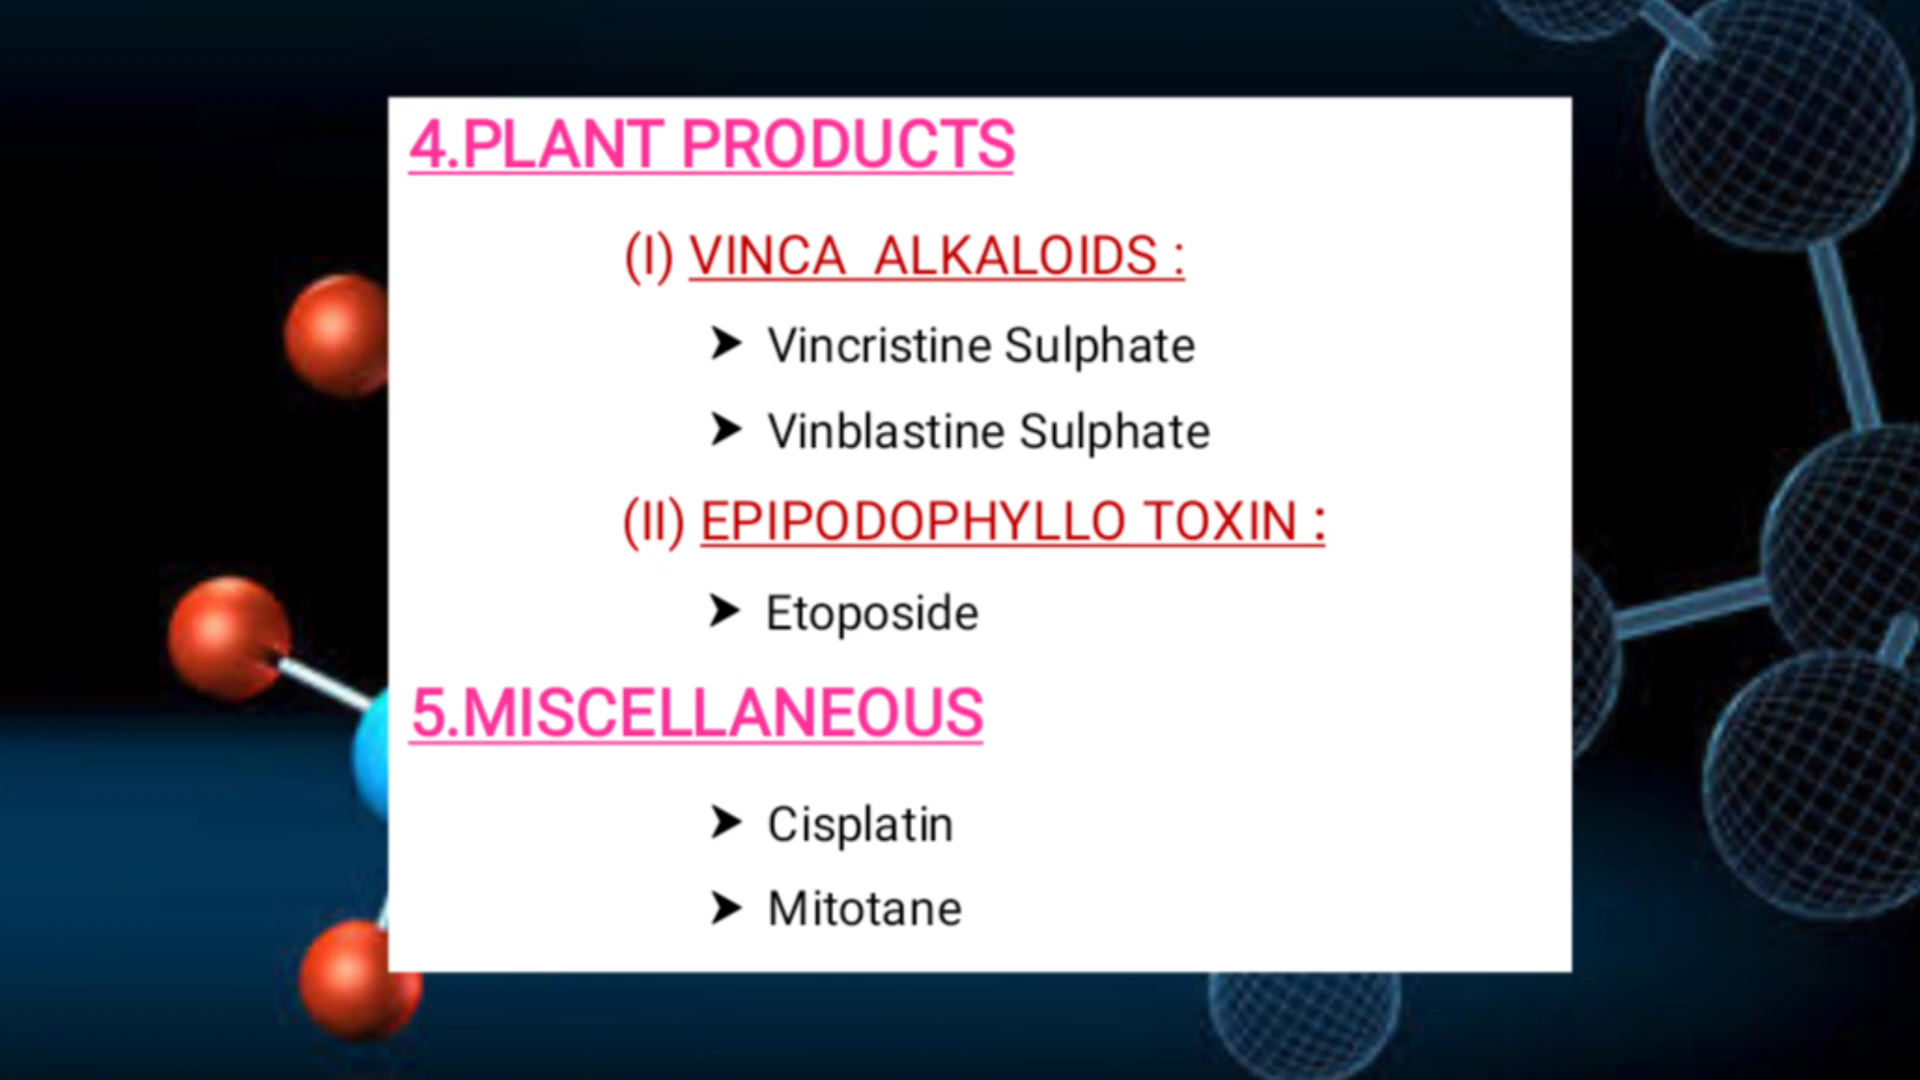 4.PLANT PRODUCTS
(I) VINCA ALKALOIDS :
➤ Vincristine Sulphate
➤ Vinblastine Sulphate
(II) EPIPODOPHYLLO TOXIN :
➤ Etoposide
5.MISCELLANEOUS
➤ Cisplatin
➤ Mitotane